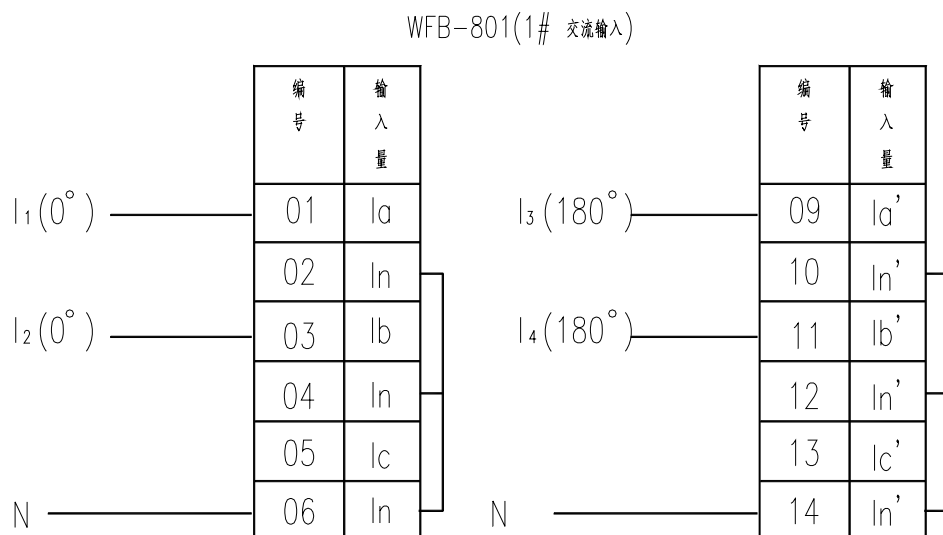 WFB-801(1# 交流输入)
编号 输入量 编号 输入量
I₁(0°) 01 Ia I₃(180°) 09 Ia'
02 In 10 In'
I₂(0°) 03 Ib I₄(180°) 11 Ib'
04 In 12 In'
05 Ic 13 Ic'
N 06 In N 14 In'